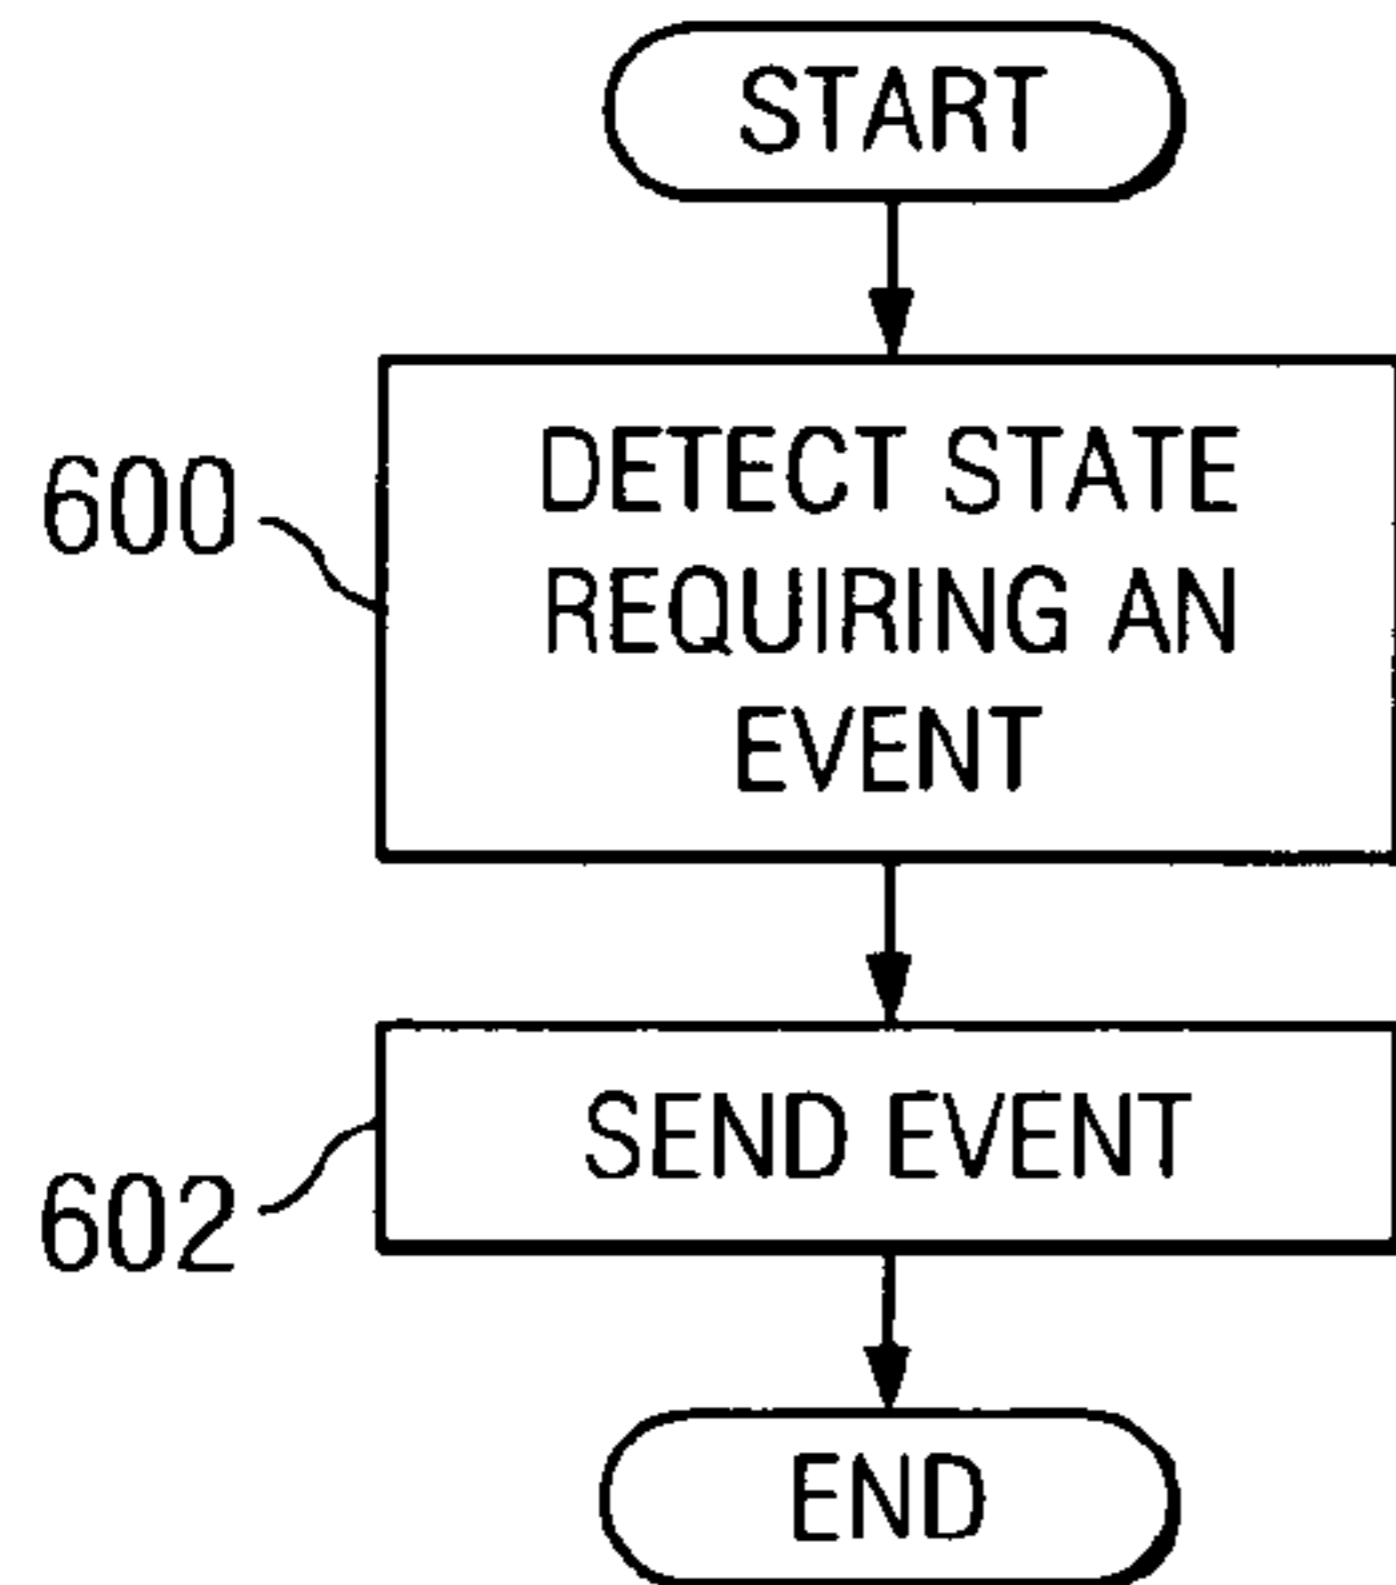 START
600
DETECT STATE
REQUIRING AN
EVENT
602
SEND EVENT
END